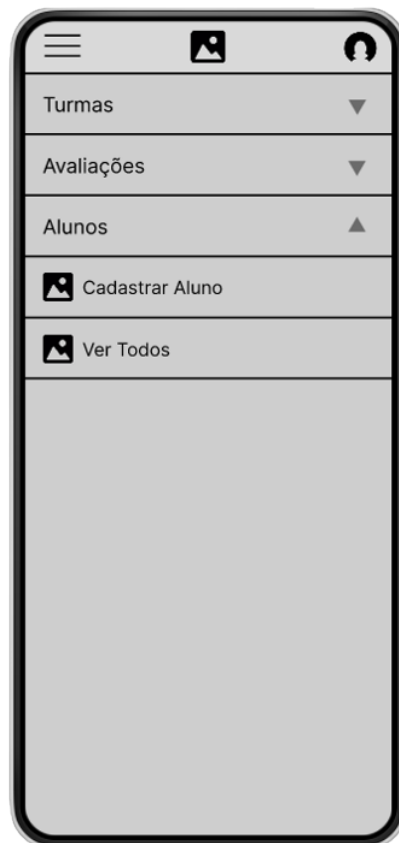 Turmas
Avaliações
Alunos
Cadastrar Aluno
Ver Todos